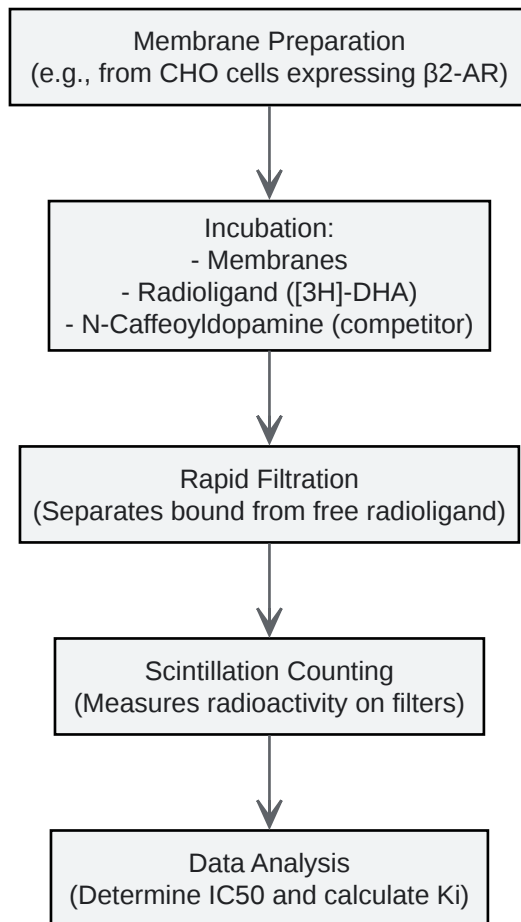 Membrane Preparation
(e.g., from CHO cells expressing β2-AR)
Incubation:
- Membranes
- Radioligand ([3H]-DHA)
- N-Caffeoyldopamine (competitor)
Rapid Filtration
(Separates bound from free radioligand)
Scintillation Counting
(Measures radioactivity on filters)
Data Analysis
(Determine IC50 and calculate Ki)